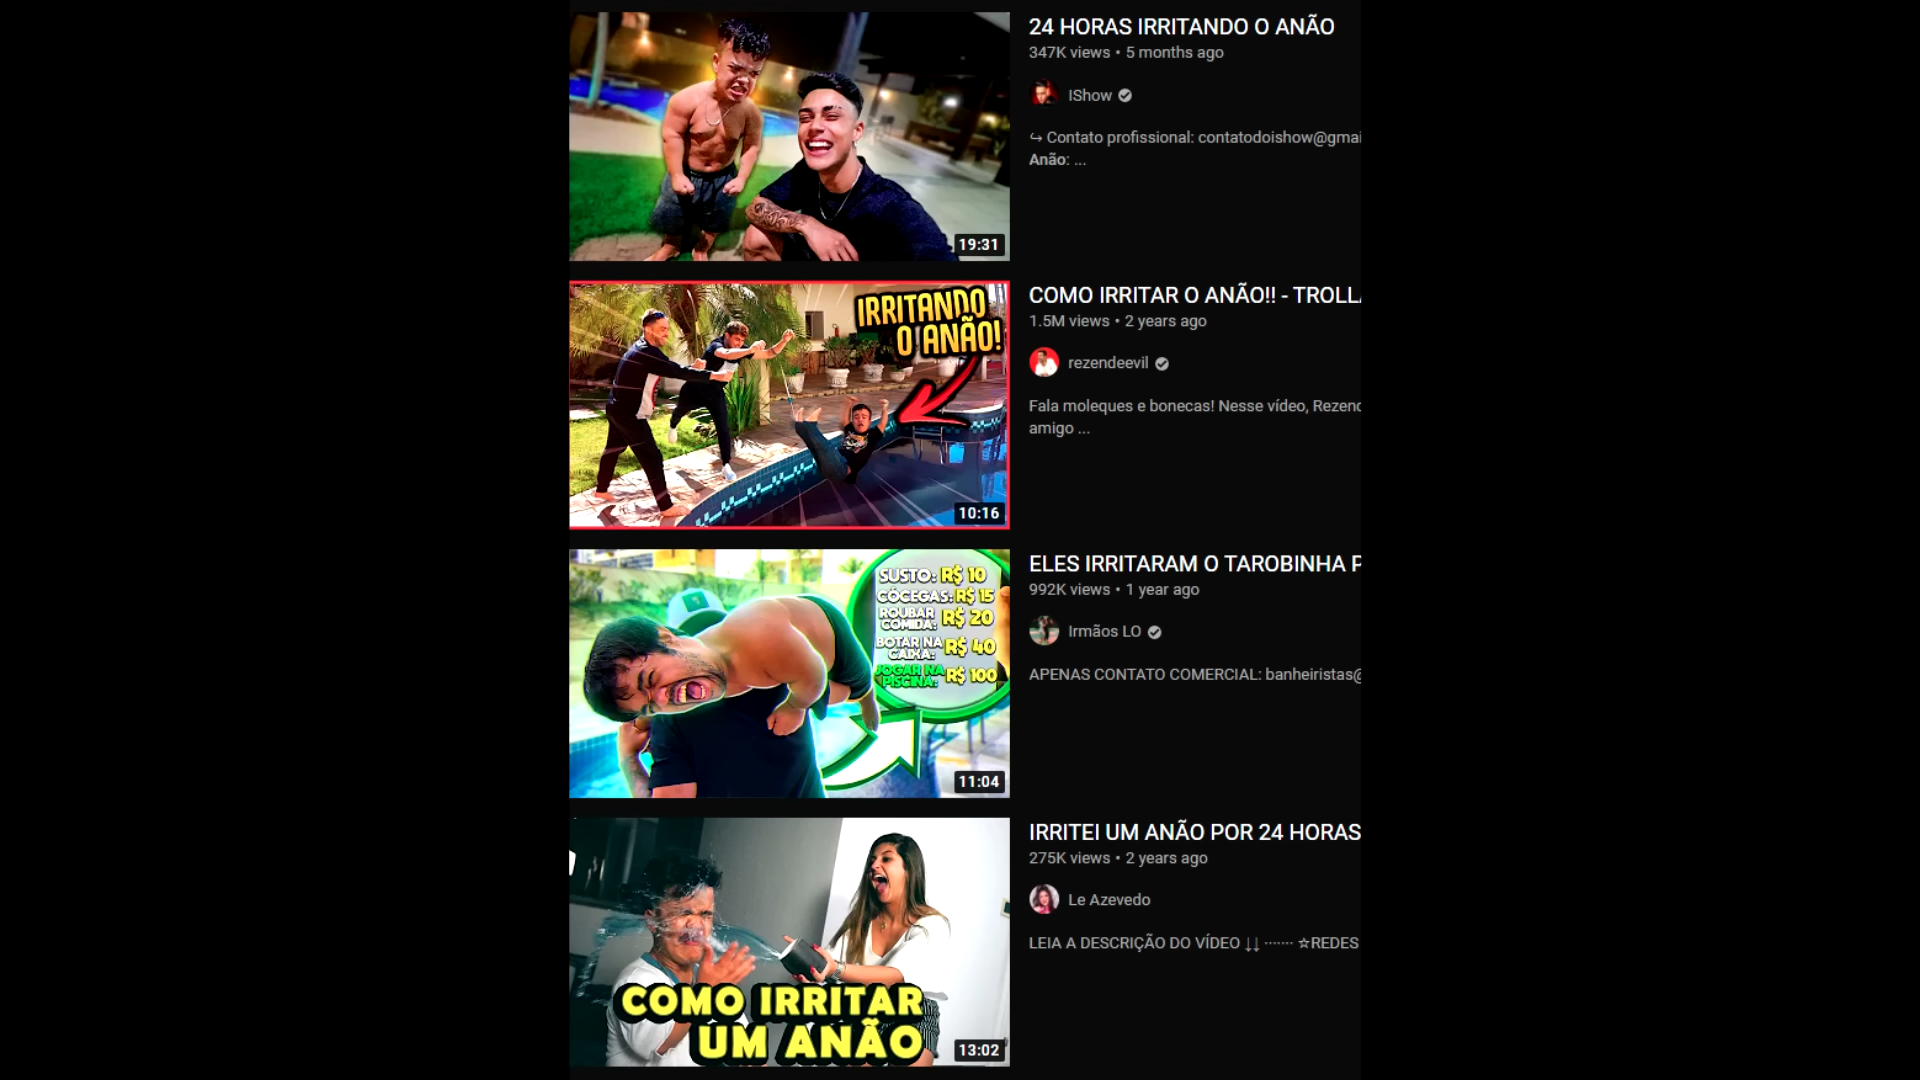 24 HORAS IRRITANDO O ANÃO
347K views • 5 months ago
IShow
↪ Contato profissional: contatodoishow@gmai
Anão: ...
19:31
IRRITANDO
O ANÃO!
COMO IRRITAR O ANÃO!! - TROLL
1.5M views • 2 years ago
rezendeevil
Fala moleques e bonecas! Nesse vídeo, Rezend
amigo ...
10:16
SUSTO: R$ 10
CÓCEGAS: R$ 15
ROUBAR
COMIDA: R$ 20
BOTAR NA
CAIXA: R$ 40
JOGAR NA
PISCINA: R$ 100
ELES IRRITARAM O TAROBINHA P
992K views • 1 year ago
Irmãos LO
APENAS CONTATO COMERCIAL: banheiristas@
11:04
IRRITEI UM ANÃO POR 24 HORAS
275K views • 2 years ago
Le Azevedo
LEIA A DESCRIÇÃO DO VÍDEO ↓↓ ······· ☆REDES
COMO IRRITAR
UM ANÃO
13:02